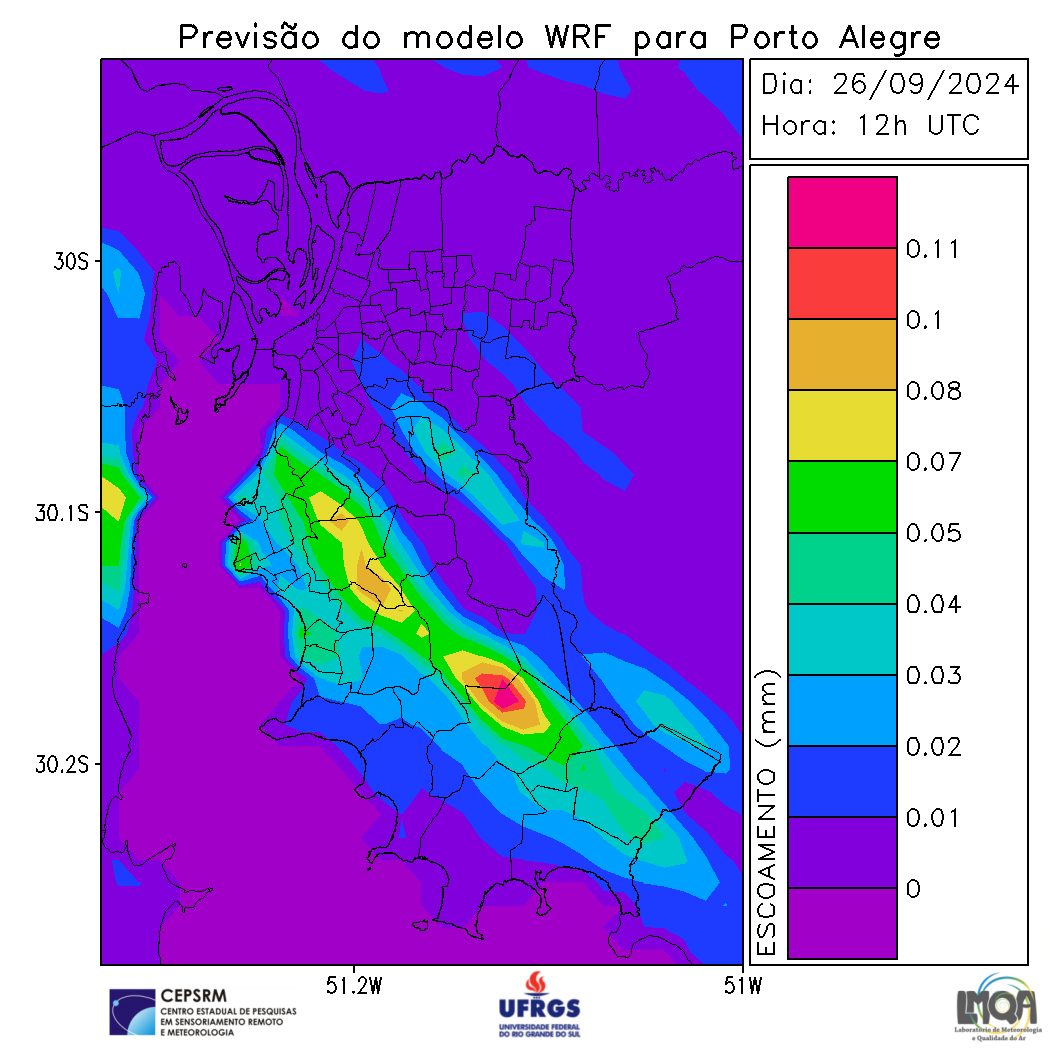 Previsão do modelo WRF para Porto Alegre
Dia: 26/09/2024
Hora: 12h UTC
0.11
0.1
0.08
0.07
0.05
0.04
0.03
0.02
0.01
0
ESCOAMENTO (mm)
30S
30.1S
30.2S
51.2W
51W
CEPSRM
CENTRO ESTADUAL DE PESQUISAS
EM SENSORIAMENTO REMOTO
E METEOROLOGIA
UFRGS
UNIVERSIDADE FEDERAL
DO RIO GRANDE DO SUL
LMQA
Laboratório de Meteorologia
e Qualidade do Ar